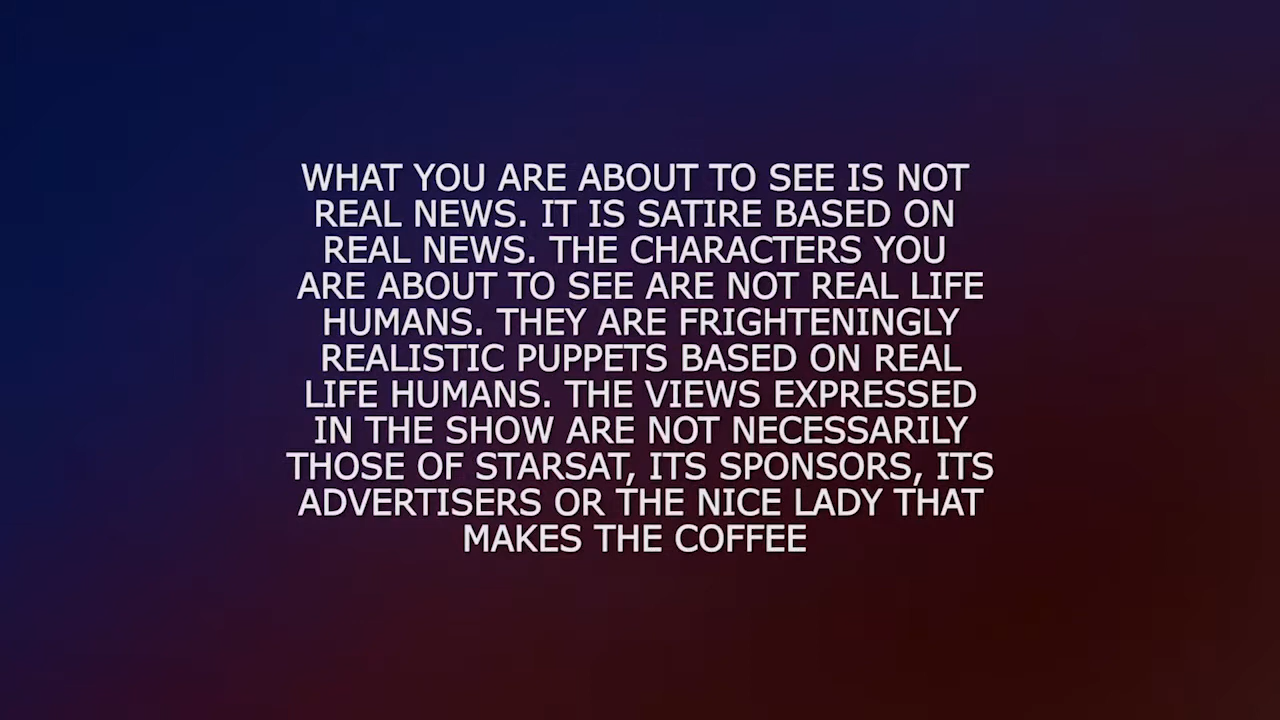 WHAT YOU ARE ABOUT TO SEE IS NOT
REAL NEWS. IT IS SATIRE BASED ON
REAL NEWS. THE CHARACTERS YOU
ARE ABOUT TO SEE ARE NOT REAL LIFE
HUMANS. THEY ARE FRIGHTENINGLY
REALISTIC PUPPETS BASED ON REAL
LIFE HUMANS. THE VIEWS EXPRESSED
IN THE SHOW ARE NOT NECESSARILY
THOSE OF STARSAT, ITS SPONSORS, ITS
ADVERTISERS OR THE NICE LADY THAT
MAKES THE COFFEE